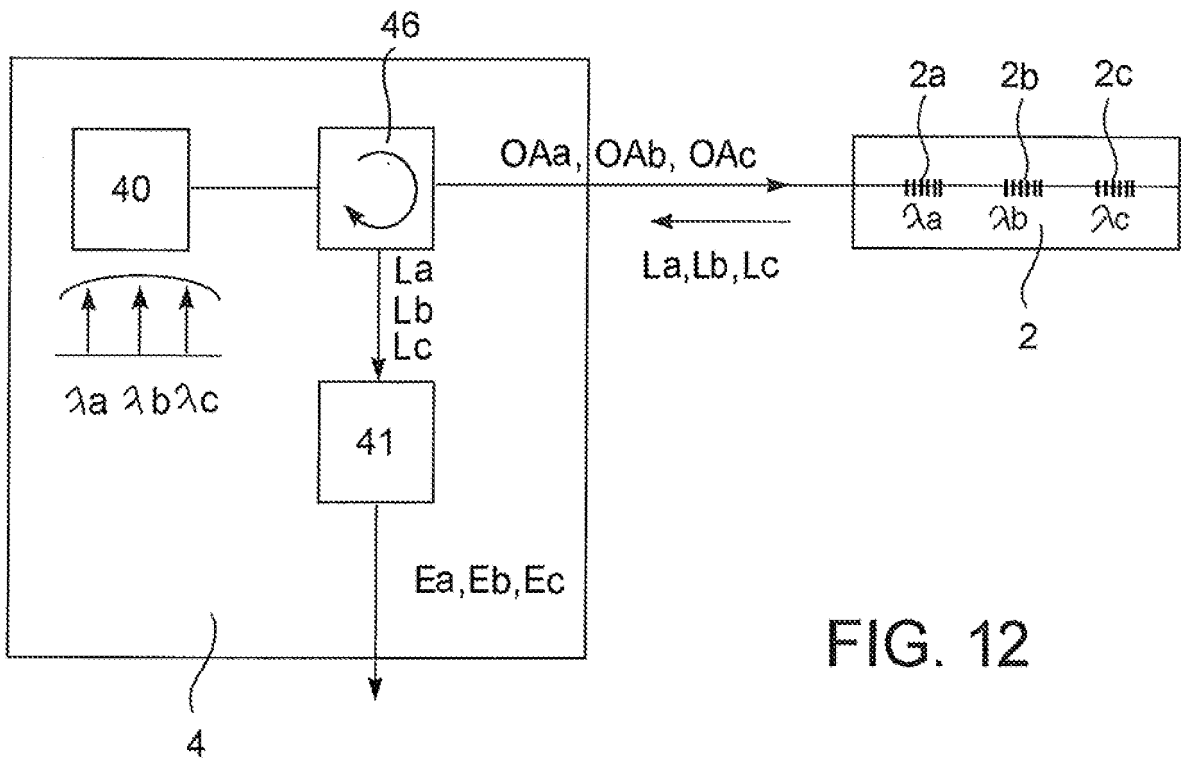 46
2a 2b 2c
40
OAa, OAb, OAc
λa λb λc
La,Lb,Lc
2
La
Lb
Lc
λa λb λc
41
Ea,Eb,Ec
4
FIG. 12